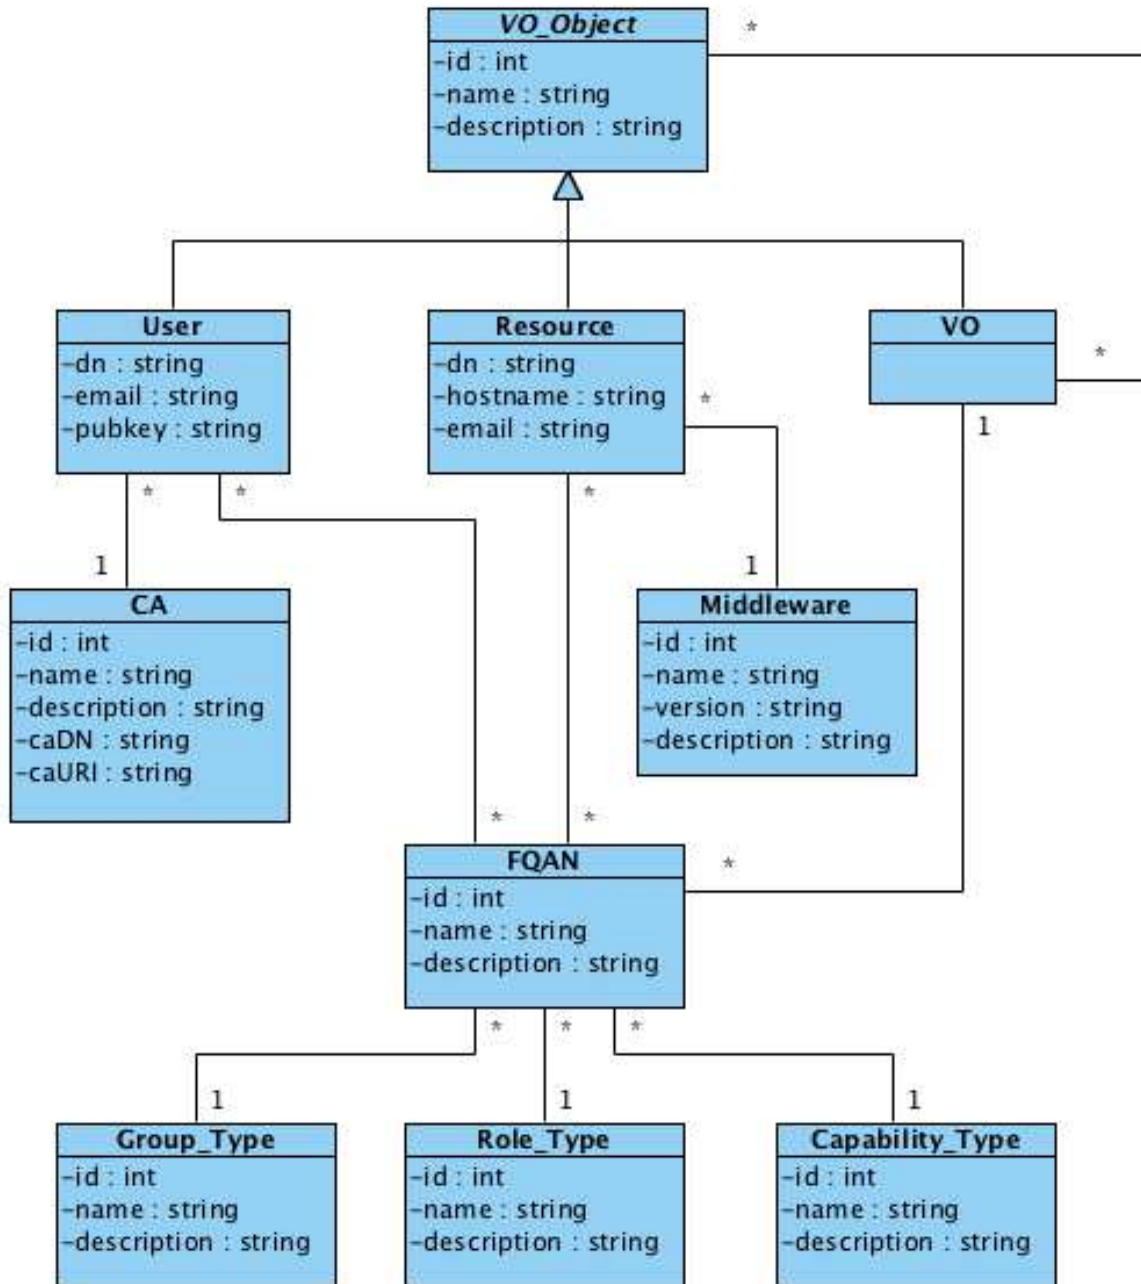 VO_Object
-id : int
-name : string
-description : string
*
User
-dn : string
-email : string
-pubkey : string
Resource
-dn : string
-hostname : string
-email : string
VO
*
*
1
*
*
*
1
1
CA
-id : int
-name : string
-description : string
-caDN : string
-caURI : string
Middleware
-id : int
-name : string
-version : string
-description : string
*
*
*
FQAN
-id : int
-name : string
-description : string
*
*
*
1
1
1
Group_Type
-id : int
-name : string
-description : string
Role_Type
-id : int
-name : string
-description : string
Capability_Type
-id : int
-name : string
-description : string